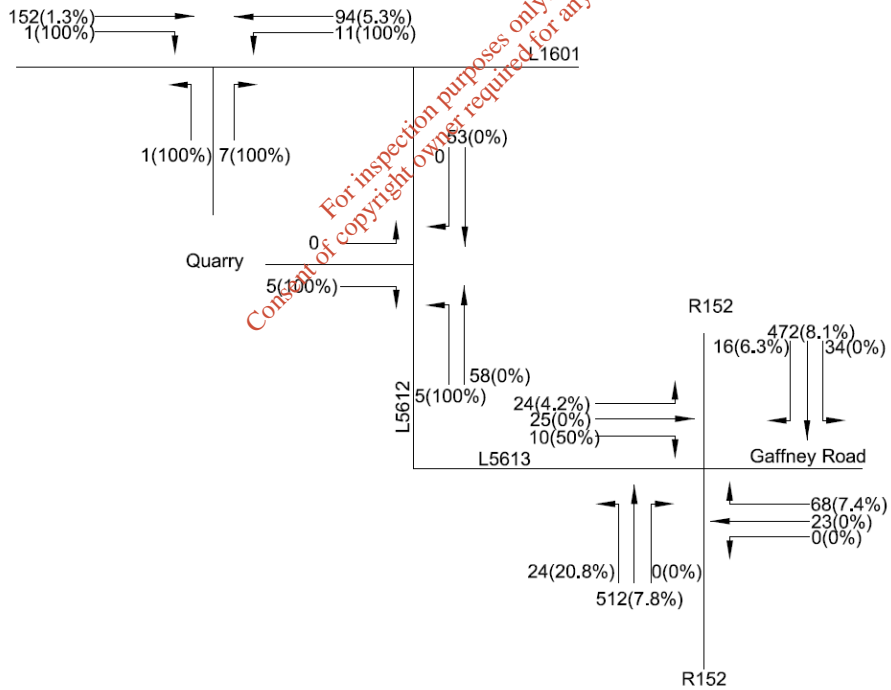 152(1.3%)
1(100%)
94(5.3%)
11(100%)
L1601
1(100%)
7(100%)
53(0%)
0
For inspection purposes only
Consent of copyright owner required for any
0
Quarry
5(100%)
58(0%)
5(100%)
L5612
R152
472(8.1%)
16(6.3%)
34(0%)
24(4.2%)
25(0%)
10(50%)
L5613
Gaffney Road
68(7.4%)
23(0%)
0(0%)
24(20.8%)
0(0%)
512(7.8%)
R152